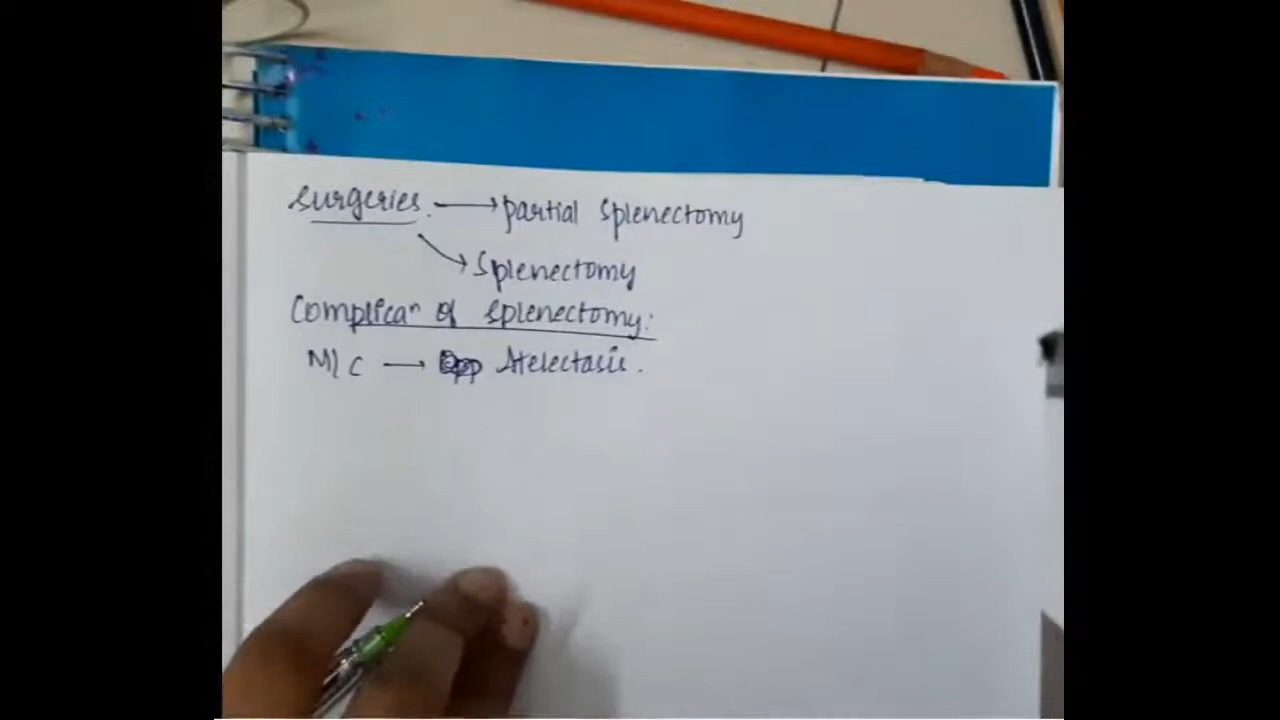 Surgeries. → partial splenectomy
→ Splenectomy
Complicaⁿ of splenectomy:
M/C → Atelectasis.